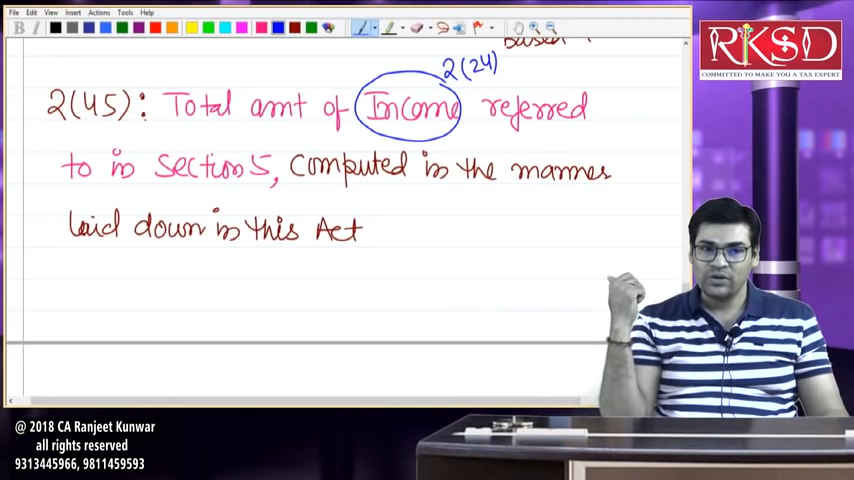 File Edit View Insert Actions Tools Help
B
RKSD
COMMITTED TO MAKE YOU A TAX EXPERT
Based
2(24)
2(45): Total amt of Income referred
to in Section 5, computed in the manner
laid down in this Act
@ 2018 CA Ranjeet Kunwar
all rights reserved
9313445966, 9811459593